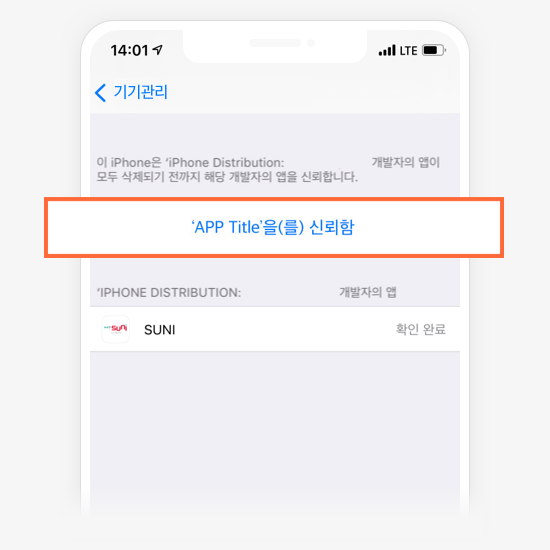 14:01 LTE
기기관리
이 iPhone은 ‘iPhone Distribution: 개발자의 앱이
모두 삭제되기 전까지 해당 개발자의 앱을 신뢰합니다.
‘APP Title’을(를) 신뢰함
‘IPHONE DISTRIBUTION: 개발자의 앱
SUNI 확인 완료